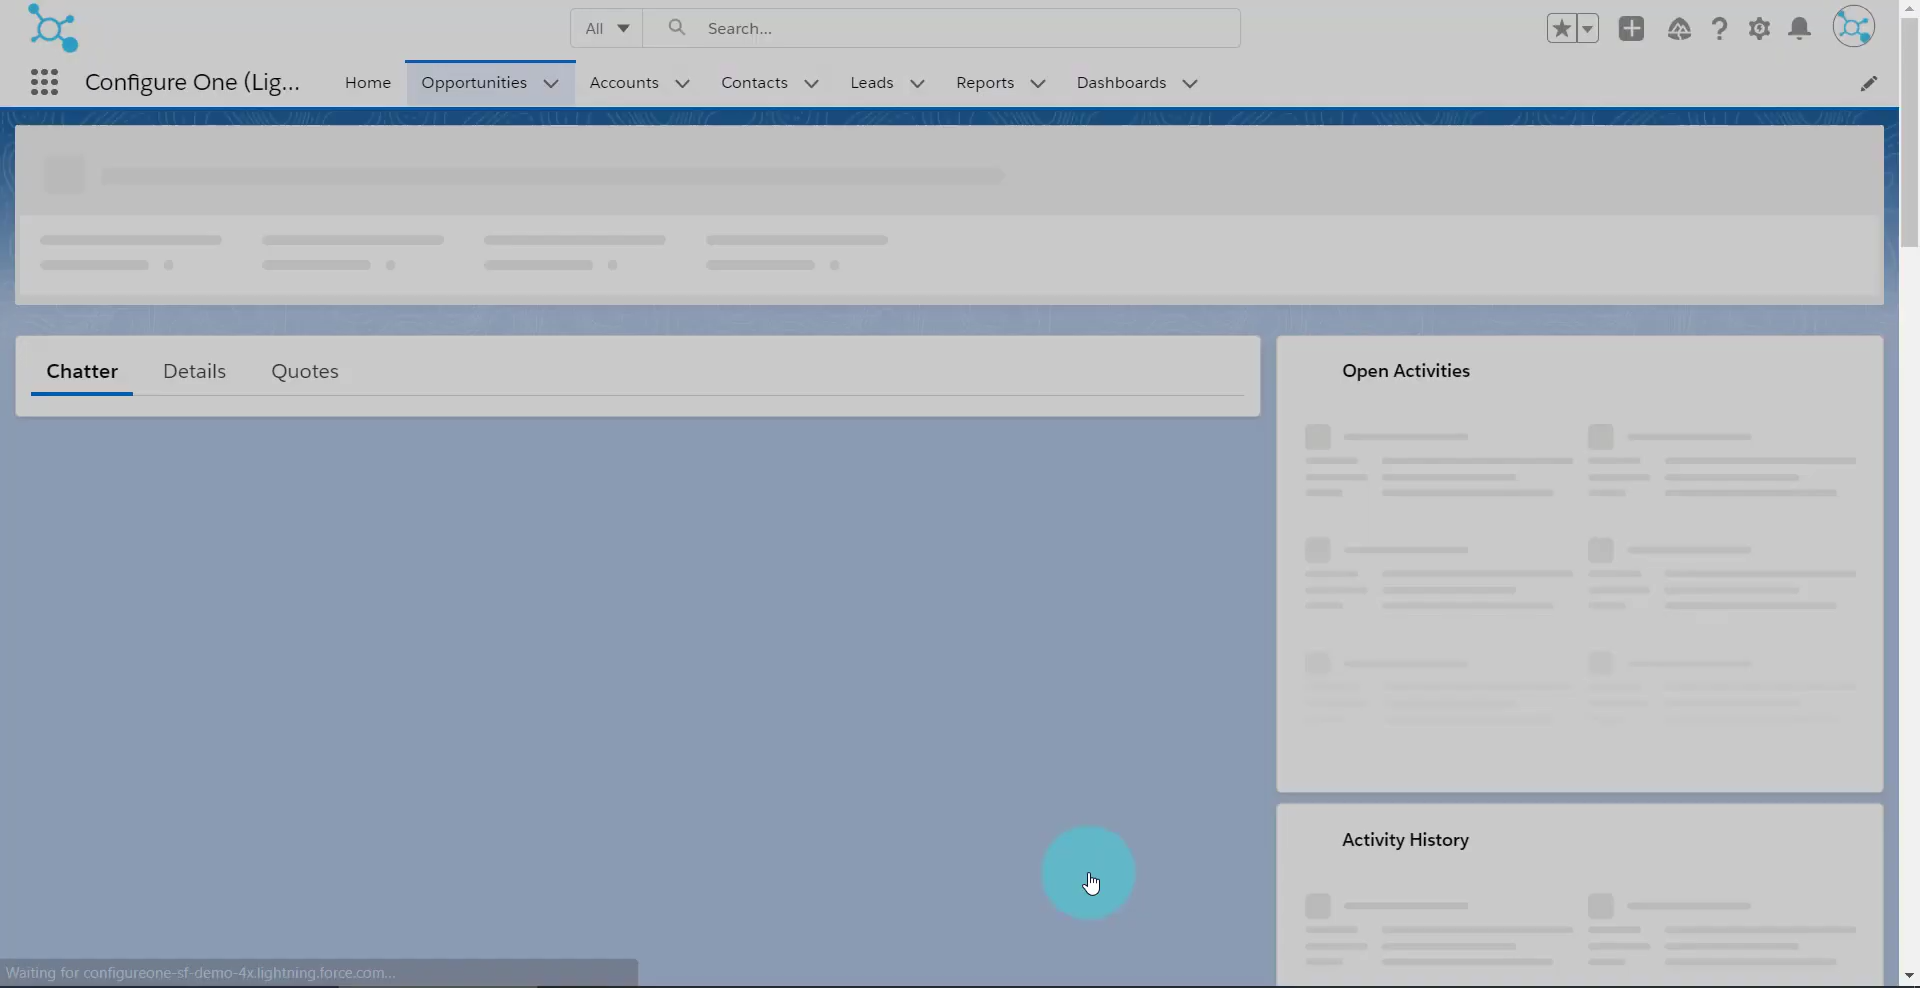 All
Search...
Configure One (Lig...
Home
Opportunities
Accounts
Contacts
Leads
Reports
Dashboards
Chatter
Details
Quotes
Open Activities
Activity History
Waiting for configureone-sf-demo-4x.lightning.force.com...